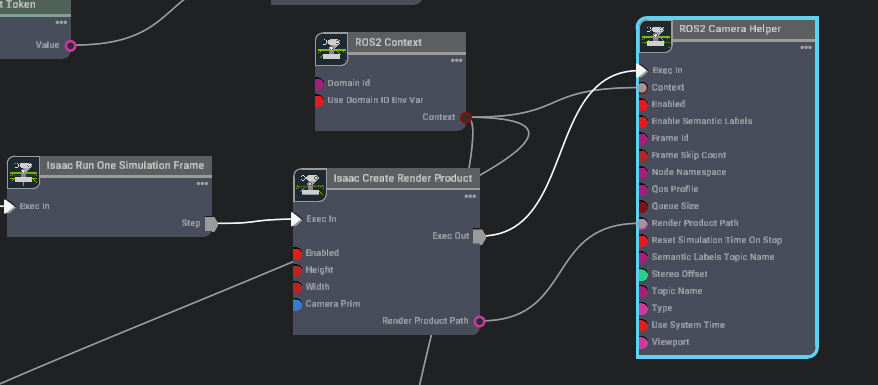 t Token
Value
ROS2 Context
Domain Id
Use Domain ID Env Var
Context
Isaac Run One Simulation Frame
Exec In
Step
Isaac Create Render Product
Exec In
Exec Out
Enabled
Height
Width
Camera Prim
Render Product Path
ROS2 Camera Helper
Exec In
Context
Enabled
Enable Semantic Labels
Frame Id
Frame Skip Count
Node Namespace
Qos Profile
Queue Size
Render Product Path
Reset Simulation Time On Stop
Semantic Labels Topic Name
Stereo Offset
Topic Name
Type
Use System Time
Viewport